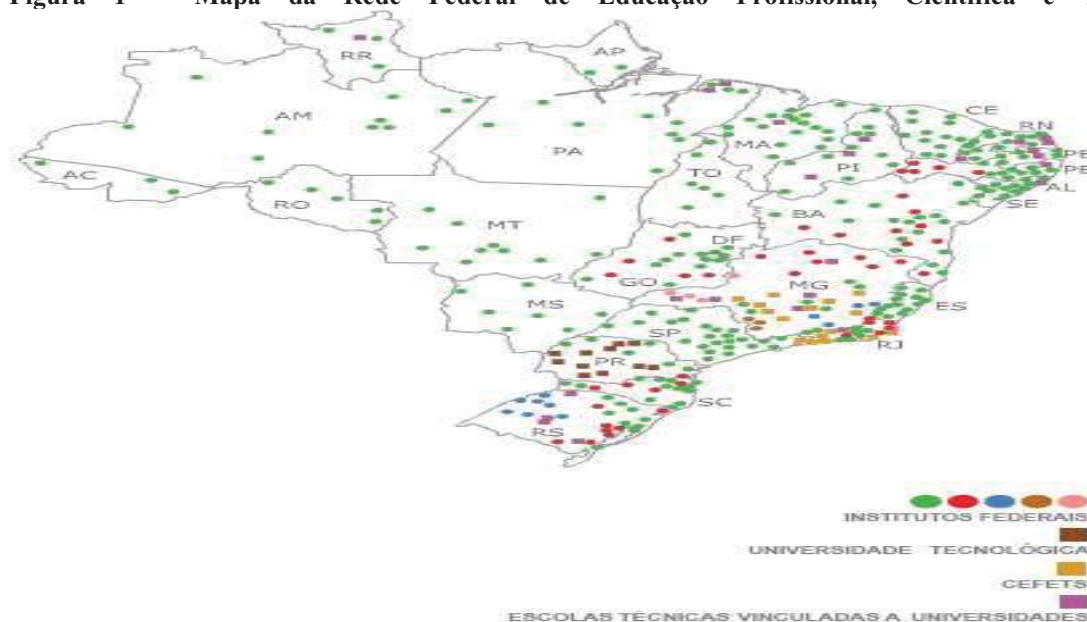 Figura 1 - Mapa da Rede Federal de Educação Profissional, Científica e
RR
AP
AM
PA
CE
RN
MA
PB
AC
PI
PE
TO
AL
RO
SE
BA
MT
DF
GO
MG
MS
ES
SP
RJ
PR
SC
RS
INSTITUTOS FEDERAIS
UNIVERSIDADE TECNOLÓGICA
CEFETS
ESCOLAS TÉCNICAS VINCULADAS A UNIVERSIDADES